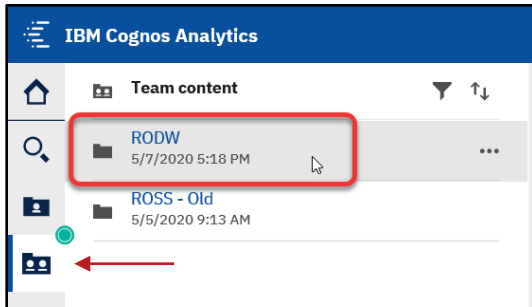 IBM Cognos Analytics
Team content
RODW
5/7/2020 5:18 PM
ROSS - Old
5/5/2020 9:13 AM